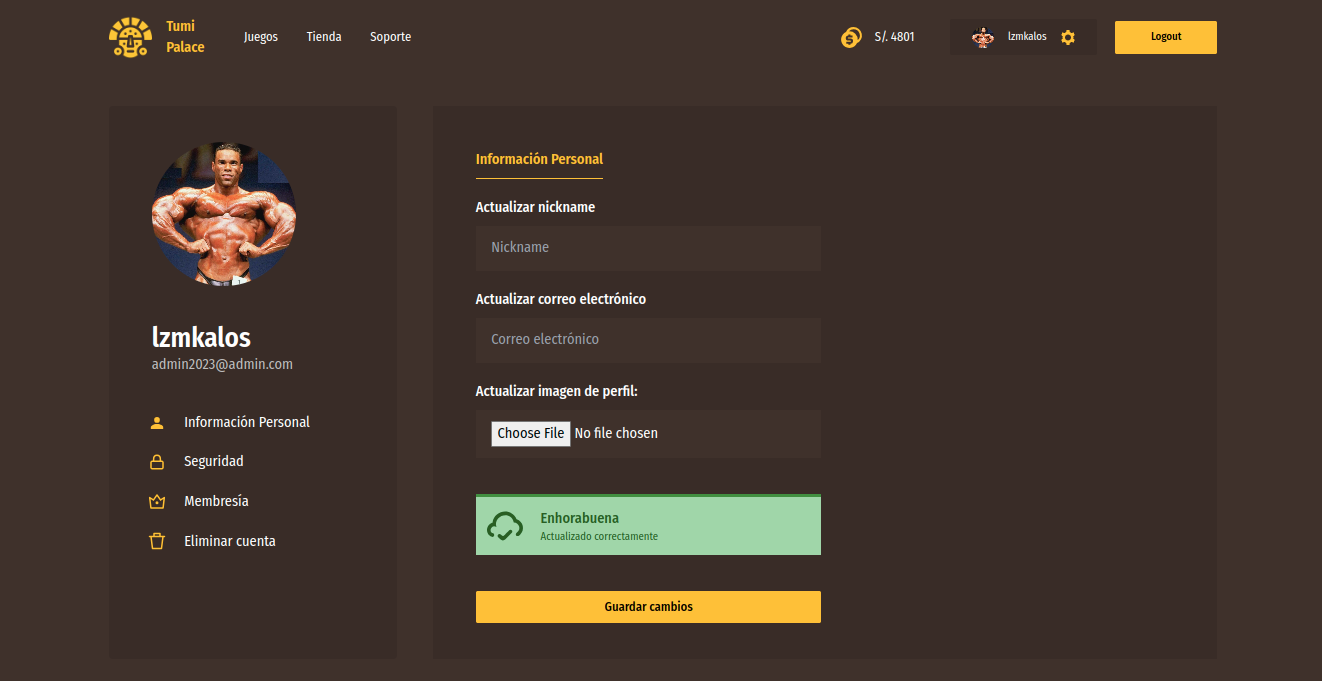 Tumi
Palace
Juegos
Tienda
Soporte
S/. 4801
lzmkalos
Logout
lzmkalos
admin2023@admin.com
Información Personal
Seguridad
Membresía
Eliminar cuenta
Información Personal
Actualizar nickname
Nickname
Actualizar correo electrónico
Correo electrónico
Actualizar imagen de perfil:
Choose File No file chosen
Enhorabuena
Actualizado correctamente
Guardar cambios